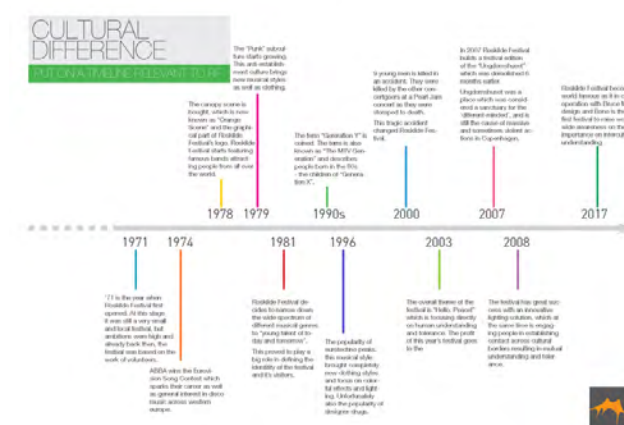 CULTURAL
DIFFERENCE
PUT ON A TIMELINE RELEVANT TO RF
The "Punk" subcul-
ture starts growing.
This anti-establish-
ment culture brings
new musical styles
as well as clothing.
The canopy scene is
bought, which is now
known as "Orange
Scene" and the graphi-
cal part of Roskilde
Festival's logo. Roskilde
Festival starts featuring
famous bands attract-
ing people from all over
the world.
The term "Generation Y" is
coined. The term is also
known as "The MTV Gen-
eration" and describes
people born in the 80s
- the children of "Genera-
tion X".
9 young men is killed in
an accident. They were
killed by the other con-
certgoers at a Pearl Jam
concert as they were
stomped to death.
This tragic accident
changed Roskilde Fes-
tival.
In 2007 Roskilde Festival
builds a festival edition
of the "Ungdomshuset"
which was demolished 6
months earlier.
Ungdomshuset was a
place which was consid-
ered a sanctuary for the
'different-minded', and is
still the cause of massive
and sometimes violent ac-
tions in Copenhagen.
Roskilde Festival beco
world-famous as it in c
operation with Bruce M
design and Bono is the
first festival to raise wo
wide awareness on the
importance on intercult
understanding.
1978 1979 1990s 2000 2007 2017
1971 1974 1981 1996 2003 2008
'71 is the year when
Roskilde Festival first
opened. At this stage
it was still a very small
and local festival, but
ambitions were high and
already back then, the
festival was based on the
work of volunteers.
ABBA wins the Eurovi-
sion Song Contest which
sparks their career as well
as general interest in disco
music across western
europe.
Roskilde Festival de-
cides to narrow down
the wide spectrum of
different musical genres
to "young talent of to-
day and tomorrow".
This proved to play a
big role in defining the
identity of the festival
and it's visitors.
The popularity of
eurotechno peaks,
this musical style
brought completely
new clothing styles
and focus on color-
ful effects and light-
ing. Unfortunately
also the popularity of
designer drugs.
The overall theme of the
festival is "Hello, Peace!"
which is focusing directly
on human understanding
and tolerance. The profit
of this year's festival goes
to the
The festival has great suc-
cess with an innovative
lighting solution, which at
the same time is engag-
ing people in establishing
contact across cultural
borders resulting in mutual
understanding and toler-
ance.